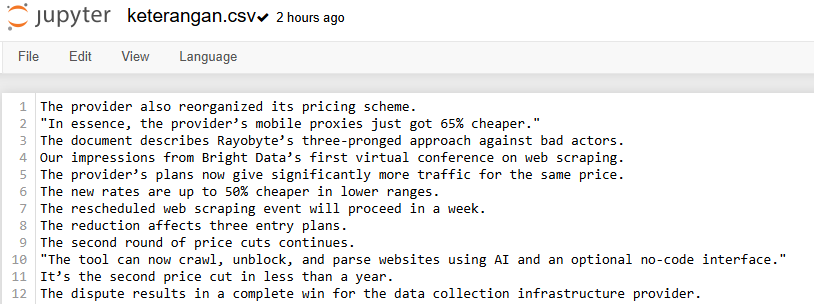 jupyter keterangan.csv✔ 2 hours ago
File Edit View Language
1 The provider also reorganized its pricing scheme.
2 "In essence, the provider’s mobile proxies just got 65% cheaper."
3 The document describes Rayobyte’s three-pronged approach against bad actors.
4 Our impressions from Bright Data’s first virtual conference on web scraping.
5 The provider’s plans now give significantly more traffic for the same price.
6 The new rates are up to 50% cheaper in lower ranges.
7 The rescheduled web scraping event will proceed in a week.
8 The reduction affects three entry plans.
9 The second round of price cuts continues.
10 "The tool can now crawl, unblock, and parse websites using AI and an optional no-code interface."
11 It’s the second price cut in less than a year.
12 The dispute results in a complete win for the data collection infrastructure provider.